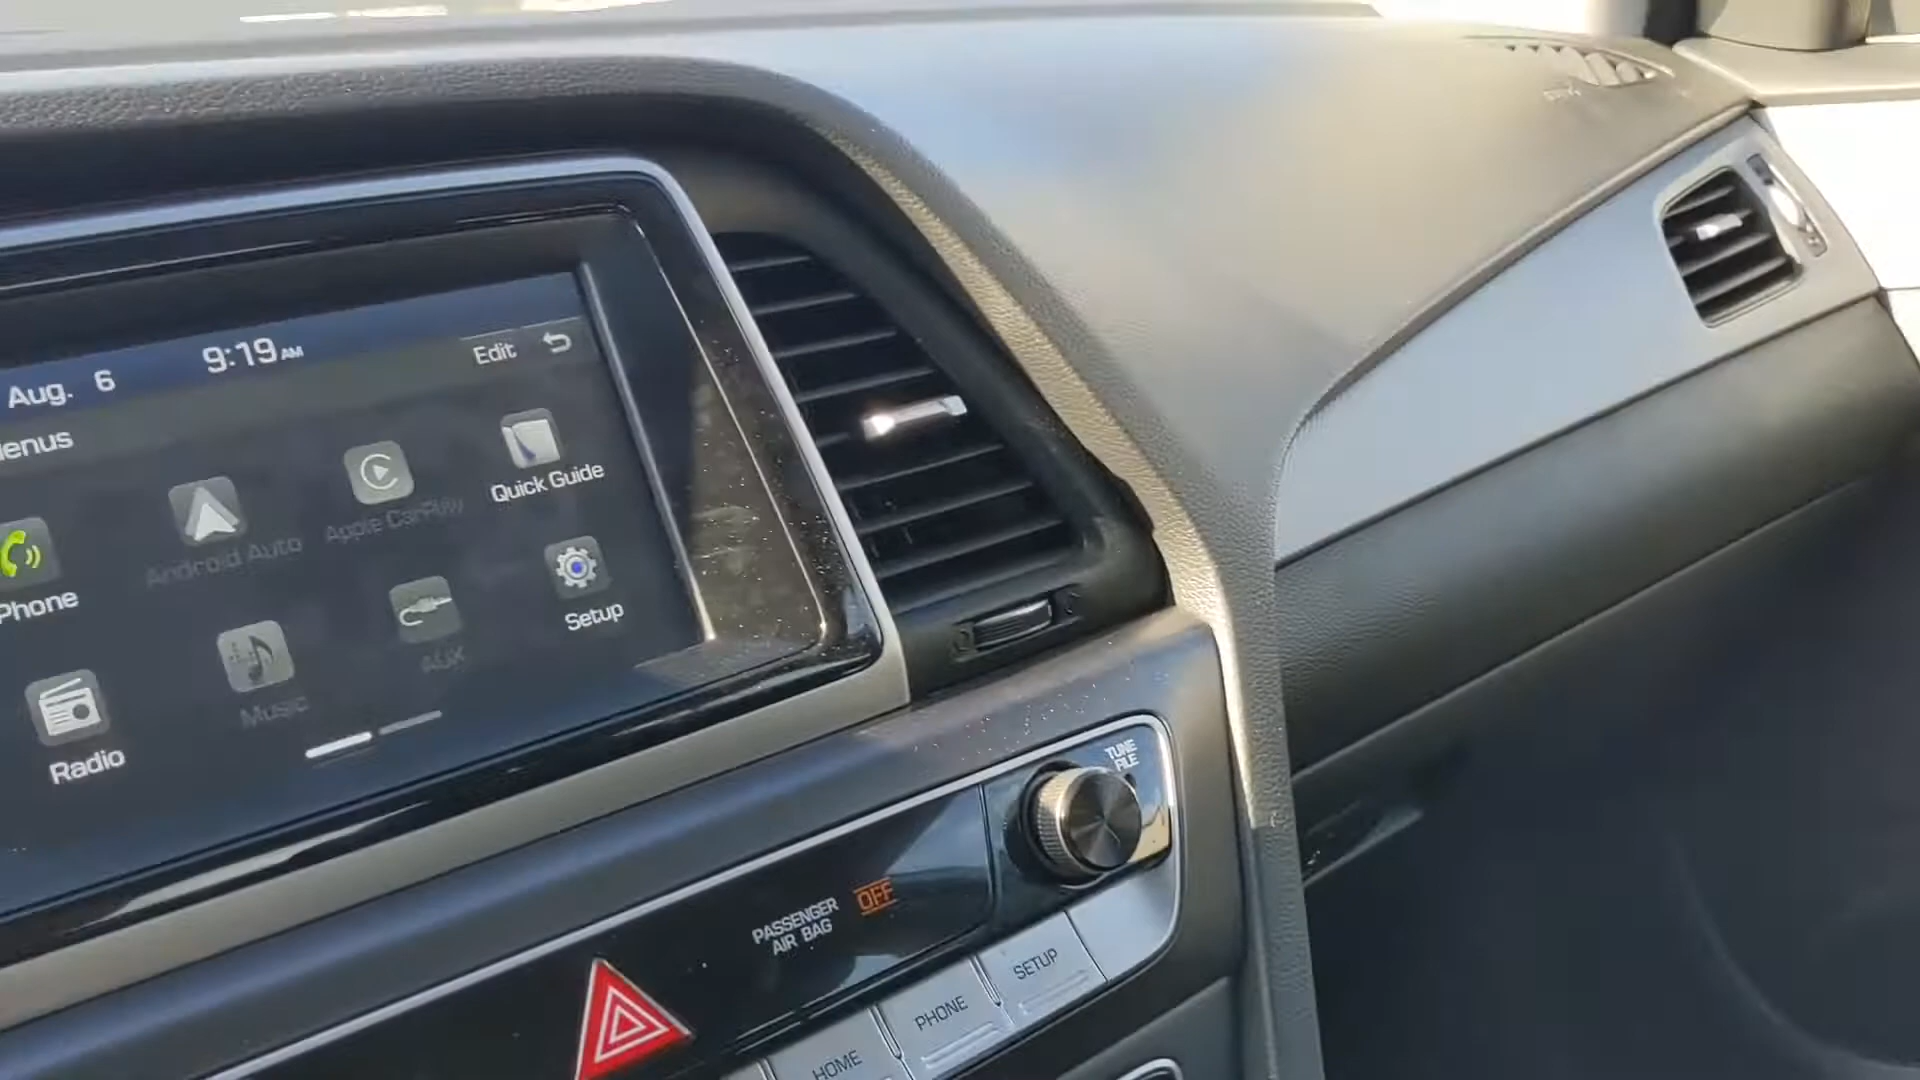 Aug. 6
9:19 AM
Edit
enus
Phone
Android Auto
Apple CarPlay
Quick Guide
Radio
Music
AUX
Setup
TUNE
FILE
PASSENGER
AIR BAG
OFF
HOME
PHONE
SETUP